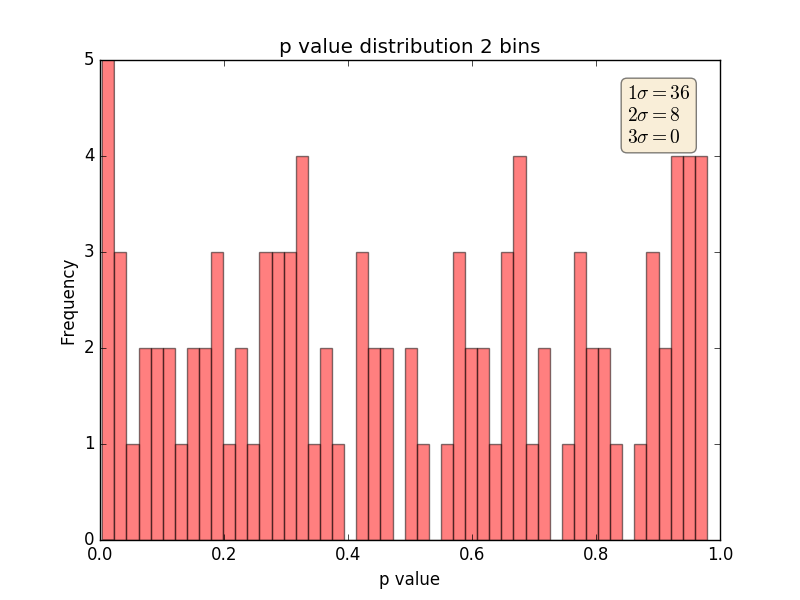 p value distribution 2 bins
1σ = 36
2σ = 8
3σ = 0
Frequency
5
4
3
2
1
0
0.0 0.2 0.4 0.6 0.8 1.0
p value